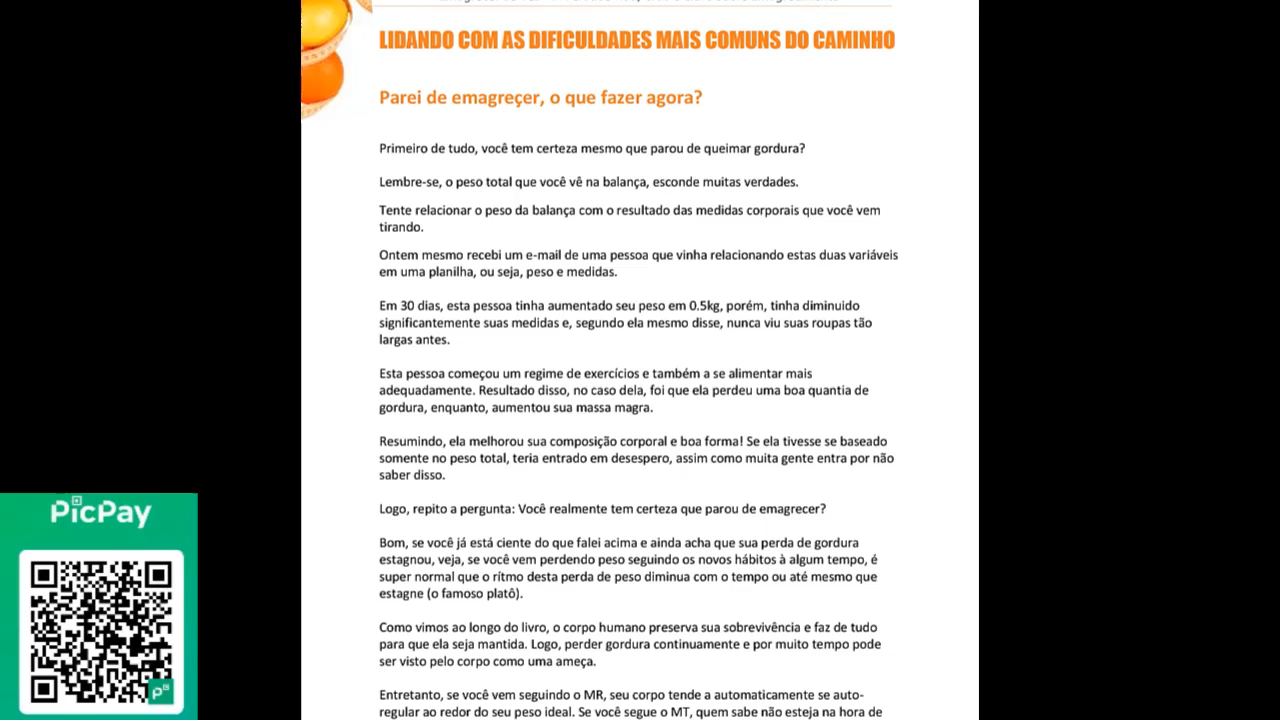 LIDANDO COM AS DIFICULDADES MAIS COMUNS DO CAMINHO
Parei de emagreçer, o que fazer agora?
Primeiro de tudo, você tem certeza mesmo que parou de queimar gordura?
Lembre-se, o peso total que você vê na balança, esconde muitas verdades.
Tente relacionar o peso da balança com o resultado das medidas corporais que você vem
tirando.
Ontem mesmo recebi um e-mail de uma pessoa que vinha relacionando estas duas variáveis
em uma planilha, ou seja, peso e medidas.
Em 30 dias, esta pessoa tinha aumentado seu peso em 0.5kg, porém, tinha diminuido
significantemente suas medidas e, segundo ela mesmo disse, nunca viu suas roupas tão
largas antes.
Esta pessoa começou um regime de exercícios e também a se alimentar mais
adequadamente. Resultado disso, no caso dela, foi que ela perdeu uma boa quantia de
gordura, enquanto, aumentou sua massa magra.
Resumindo, ela melhorou sua composição corporal e boa forma! Se ela tivesse se baseado
somente no peso total, teria entrado em desespero, assim como muita gente entra por não
saber disso.
Logo, repito a pergunta: Você realmente tem certeza que parou de emagrecer?
Bom, se você já está ciente do que falei acima e ainda acha que sua perda de gordura
estagnou, veja, se você vem perdendo peso seguindo os novos hábitos à algum tempo, é
super normal que o rítmo desta perda de peso diminua com o tempo ou até mesmo que
estagne (o famoso platô).
Como vimos ao longo do livro, o corpo humano preserva sua sobrevivência e faz de tudo
para que ela seja mantida. Logo, perder gordura continuamente e por muito tempo pode
ser visto pelo corpo como uma ameça.
Entretanto, se você vem seguindo o MR, seu corpo tende a automaticamente se auto-
regular ao redor do seu peso ideal. Se você segue o MT, quem sabe não esteja na hora de
PicPay